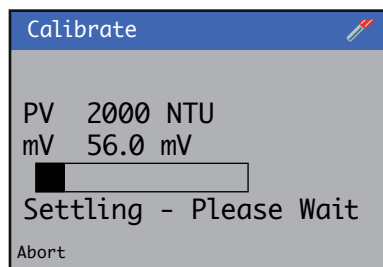 Calibrate
PV 2000 NTU
mV 56.0 mV
Settling - Please Wait
Abort